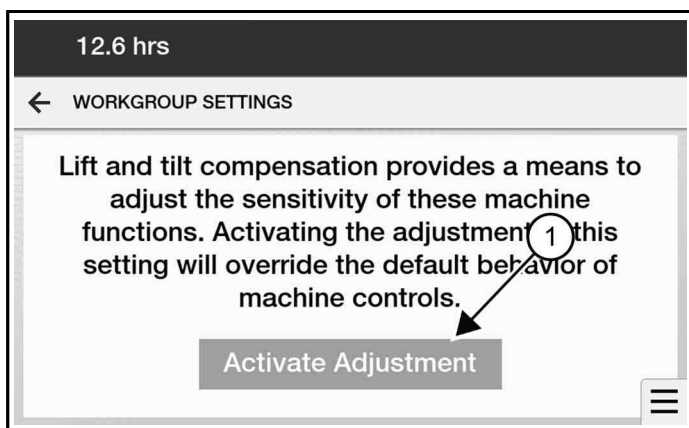 12.6 hrs
WORKGROUP SETTINGS
Lift and tilt compensation provides a means to
adjust the sensitivity of these machine
functions. Activating the adjustment this
setting will override the default behavior of
machine controls.
1
Activate Adjustment